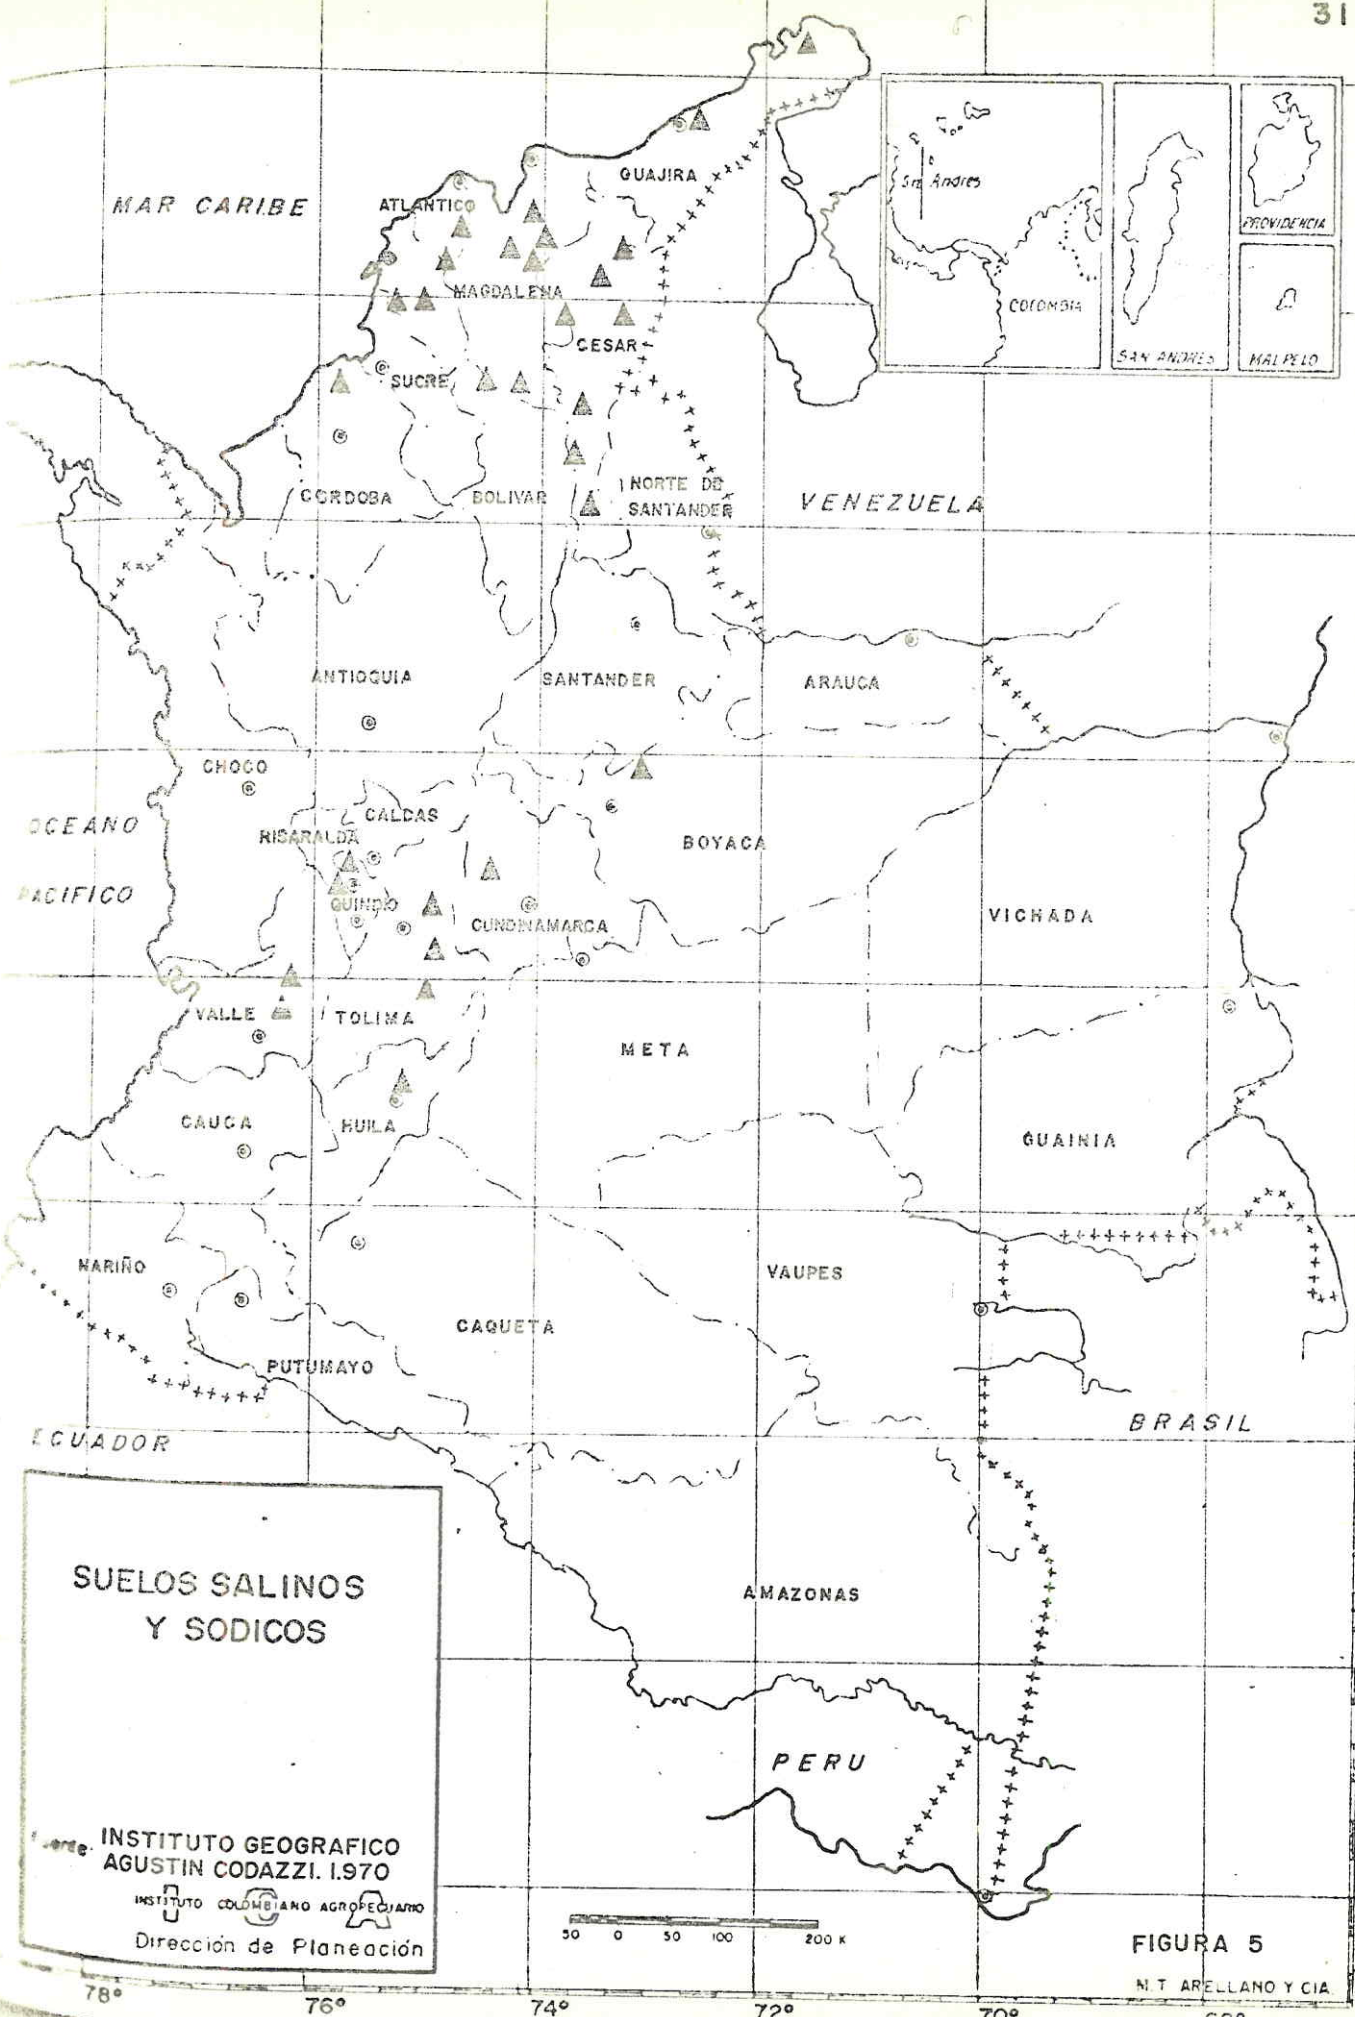 31
MAR CARIBE
GUAJIRA
ATLANTICO
MAGDALENA
CESAR
SUCRE
CORDOBA
BOLIVAR
NORTE DE
SANTANDER
VENEZUELA
Sn Andres
COLOMBIA
SAN ANDRES
PROVIDENCIA
MALPELO
ANTIOQUIA
SANTANDER
ARAUCA
CHOCO
CALDAS
RISARALDA
BOYACA
OCEANO
PACIFICO
QUINDIO
CUNDINAMARCA
VICHADA
VALLE
TOLIMA
META
CAUCA
HUILA
GUAINIA
NARIÑO
VAUPES
CAQUETA
PUTUMAYO
ECUADOR
BRASIL
AMAZONAS
PERU
SUELOS SALINOS
Y SODICOS
INSTITUTO GEOGRAFICO
AGUSTIN CODAZZI. 1.970
INSTITUTO COLOMBIANO AGROPECUARIO
Dirección de Planeación
50 0 50 100 200 K
FIGURA 5
M.T ARELLANO Y CIA.
78° 76° 74° 72° 70°